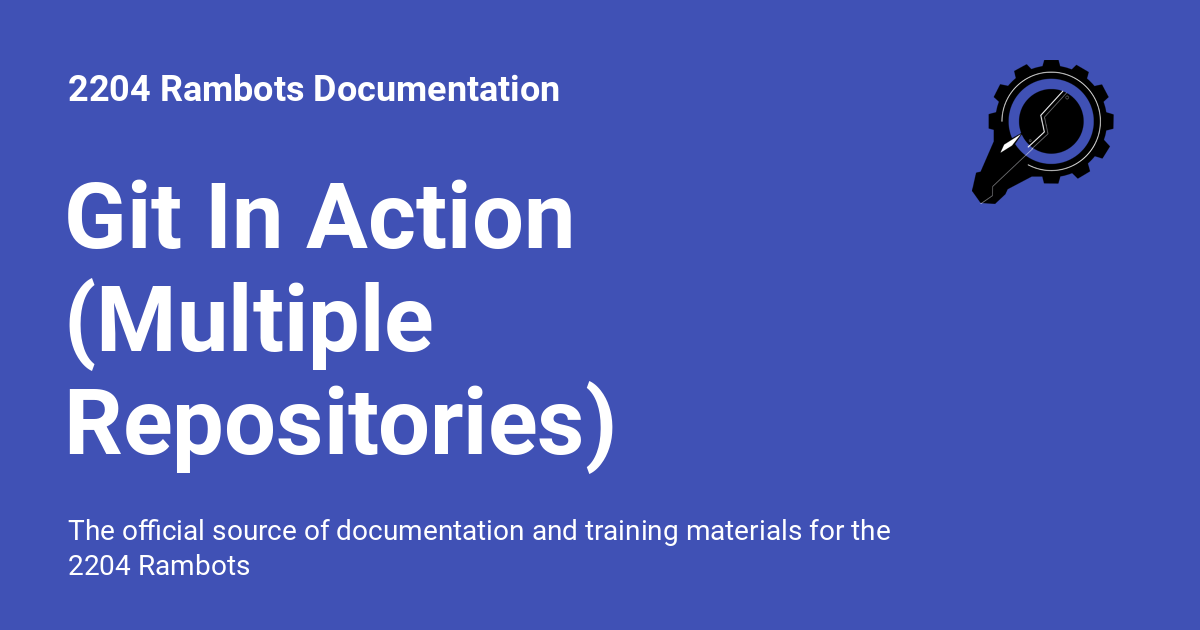 2204 Rambots Documentation
Git In Action
(Multiple
Repositories)
The official source of documentation and training materials for the
2204 Rambots